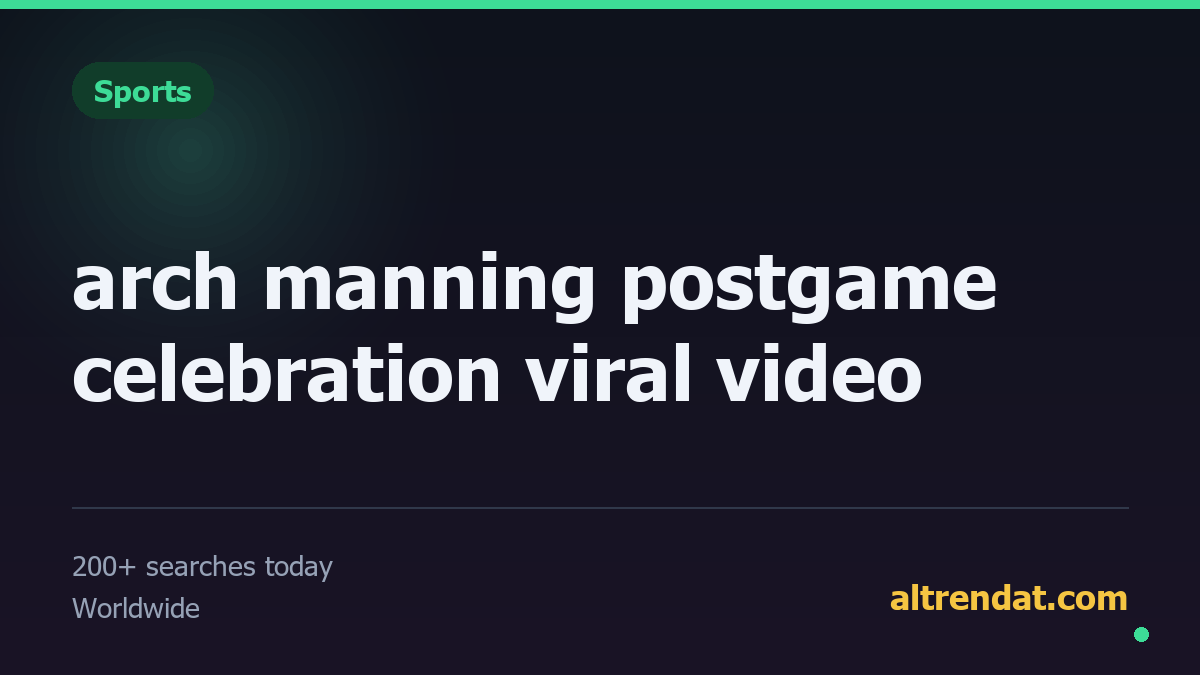 Sports
arch manning postgame
celebration viral video
200+ searches today
Worldwide
altrendat.com